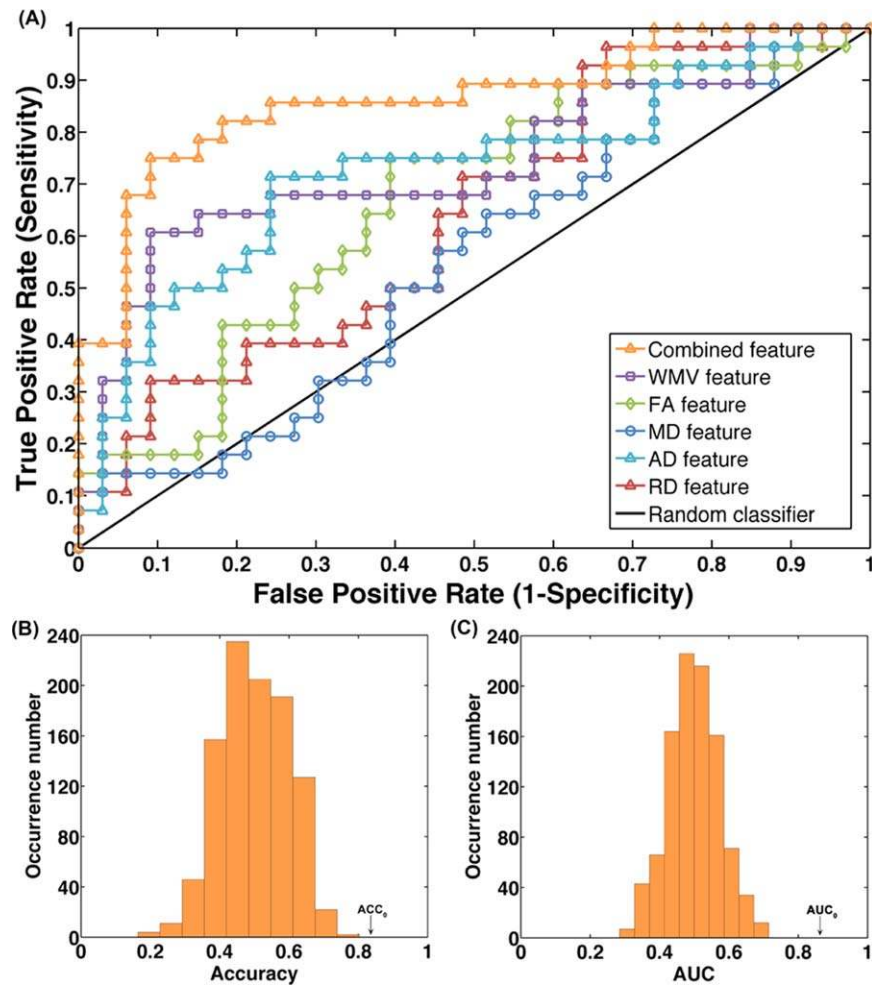 (A)
1
0.9
0.8
0.7
0.6
0.5
0.4
0.3
0.2
0.1
0
True Positive Rate (Sensitivity)
Combined feature
WMV feature
FA feature
MD feature
AD feature
RD feature
Random classifier
0.1 0.2 0.3 0.4 0.5 0.6 0.7 0.8 0.9 1
False Positive Rate (1-Specificity)
(B)
240
200
160
120
80
40
0
Occurrence number
ACC0
0 0.2 0.4 0.6 0.8 1
Accuracy
(C)
240
200
160
120
80
40
0
Occurrence number
AUC0
0 0.2 0.4 0.6 0.8 1
AUC